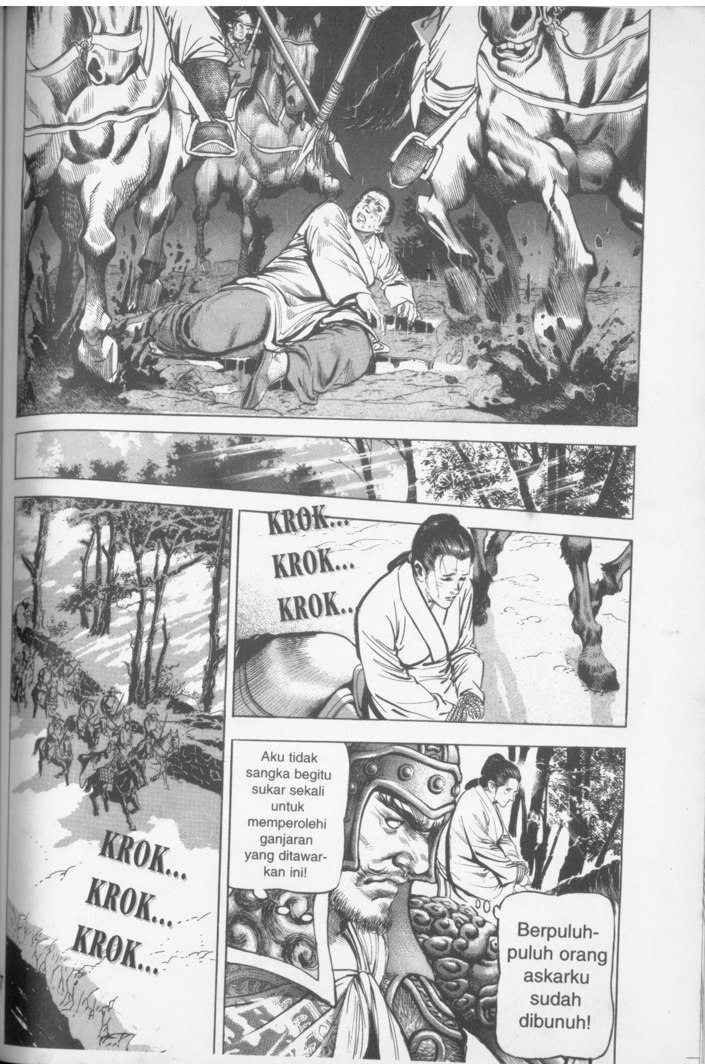 KROK...
KROK...
KROK...
KROK...
KROK...
KROK..
Aku tidak
sangka begitu
sukar sekali
untuk
memperolehi
ganjaran
yang ditawar-
kan ini!
Berpuluh-
puluh orang
askarku
sudah
dibunuh!